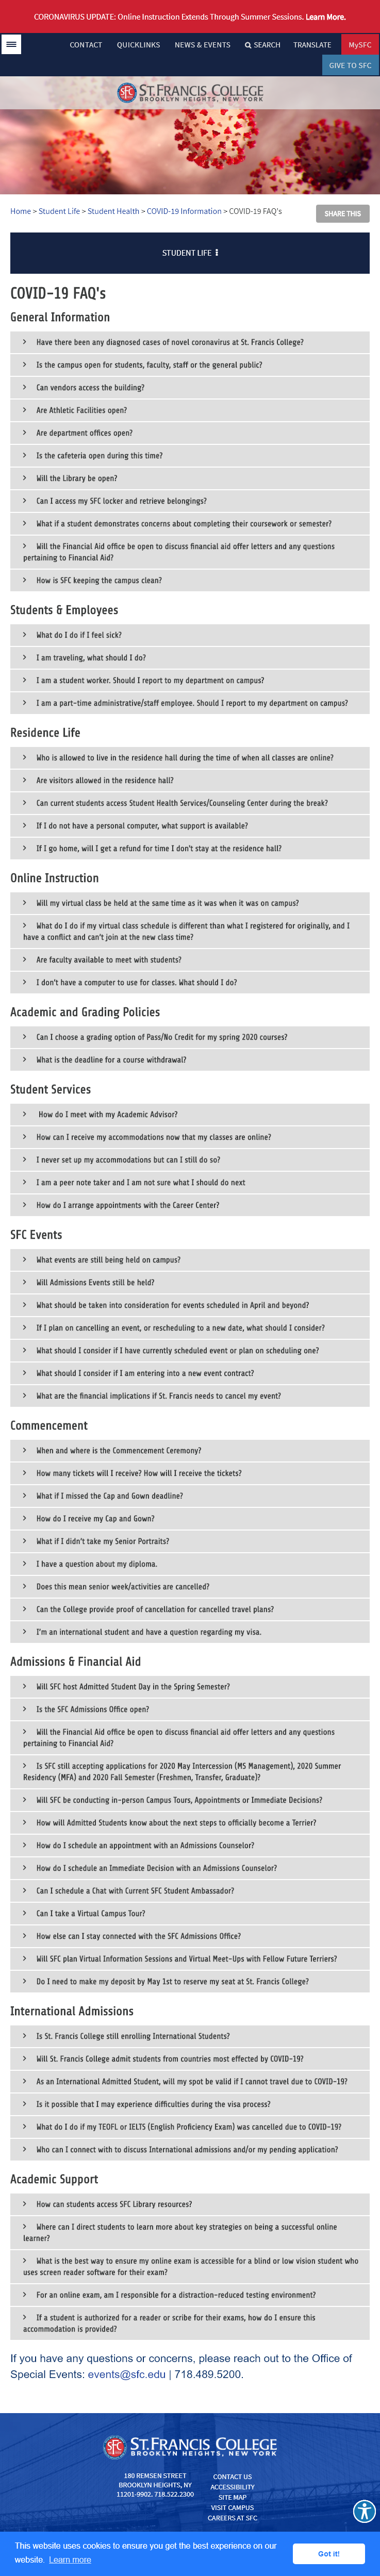 CORONAVIRUS UPDATE: Online Instruction Extends Through Summer Sessions. Learn More.
CONTACT QUICKLINKS NEWS & EVENTS SEARCH TRANSLATE MySFC
GIVE TO SFC
ST. FRANCIS COLLEGE
BROOKLYN HEIGHTS, NY
Home > Student Life > Student Health > COVID-19 Information > COVID-19 FAQ's
SHARE THIS
STUDENT LIFE
COVID-19 FAQ's
General Information
Have there been any diagnosed cases of novel coronavirus at St. Francis College?
Is the campus open for students, faculty, staff or the general public?
Can vendors access the building?
Are Athletic Facilities open?
Are department offices open?
Is the cafeteria open during this time?
Will the Library be open?
Can I access my SFC locker and retrieve belongings?
What if a student demonstrates concerns about completing their coursework or semester?
Will the Financial Aid office be open to discuss financial aid offer letters and any questions
pertaining to Financial Aid?
How is SFC keeping the campus clean?
Students & Employees
What do I do if I feel sick?
I am traveling, what should I do?
I am a student worker. Should I report to my department on campus?
I am a part-time administrative/staff employee. Should I report to my department on campus?
Residence Life
Who is allowed to live in the residence hall during the time of when all classes are online?
Are visitors allowed in the residence hall?
Can current students access Student Health Services/Counseling Center during the break?
If I do not have a personal computer, what support is available?
If I go home, will I get a refund for time I don't stay at the residence hall?
Online Instruction
Will my virtual class be held at the same time as it was when it was on campus?
What do I do if my virtual class schedule is different than what I registered for originally, and I
have a conflict and can't join at the new class time?
Are faculty available to meet with students?
I don't have a computer to use for classes. What should I do?
Academic and Grading Policies
Can I choose a grading option of Pass/No Credit for my spring 2020 courses?
What is the deadline for a course withdrawal?
Student Services
How do I meet with my Academic Advisor?
How can I receive my accommodations now that my classes are online?
I never set up my accommodations but can I still do so?
I am a peer note taker and I am not sure what I should do next
How do I arrange appointments with the Career Center?
SFC Events
What events are still being held on campus?
Will Admissions Events still be held?
What should be taken into consideration for events scheduled in April and beyond?
If I plan on cancelling an event, or rescheduling to a new date, what should I consider?
What should I consider if I have currently scheduled event or plan on scheduling one?
What should I consider if I am entering into a new event contract?
What are the financial implications if St. Francis needs to cancel my event?
Commencement
When and where is the Commencement Ceremony?
How many tickets will I receive? How will I receive the tickets?
What if I missed the Cap and Gown deadline?
How do I receive my Cap and Gown?
What if I didn't take my Senior Portraits?
I have a question about my diploma.
Does this mean senior week/activities are cancelled?
Can the College provide proof of cancellation for cancelled travel plans?
I'm an international student and have a question regarding my visa.
Admissions & Financial Aid
Will SFC host Admitted Student Day in the Spring Semester?
Is the SFC Admissions Office open?
Will the Financial Aid office be open to discuss financial aid offer letters and any questions
pertaining to Financial Aid?
Is SFC still accepting applications for 2020 May Intercession (MS Management), 2020 Summer
Residency (MFA) and 2020 Fall Semester (Freshmen, Transfer, Graduate)?
Will SFC be conducting in-person Campus Tours, Appointments or Immediate Decisions?
How will Admitted Students know about the next steps to officially become a Terrier?
How do I schedule an appointment with an Admissions Counselor?
How do I schedule an Immediate Decision with an Admissions Counselor?
Can I schedule a Chat with Current SFC Student Ambassador?
Can I take a Virtual Campus Tour?
How else can I stay connected with the SFC Admissions Office?
Will SFC plan Virtual Information Sessions and Virtual Meet-Ups with Fellow Future Terriers?
Do I need to make my deposit by May 1st to reserve my seat at St. Francis College?
International Admissions
Is St. Francis College still enrolling International Students?
Will St. Francis College admit students from countries most effected by COVID-19?
As an International Admitted Student, will my spot be valid if I cannot travel due to COVID-19?
Is it possible that I may experience difficulties during the visa process?
What do I do if my TEOFL or IELTS (English Proficiency Exam) was cancelled due to COVID-19?
Who can I connect with to discuss International admissions and/or my pending application?
Academic Support
How can students access SFC Library resources?
Where can I direct students to learn more about key strategies on being a successful online
learner?
What is the best way to ensure my online exam is accessible for a blind or low vision student who
uses screen reader software for their exam?
For an online exam, am I responsible for a distraction-reduced testing environment?
If a student is authorized for a reader or scribe for their exams, how do I ensure this
accommodation is provided?
If you have any questions or concerns, please reach out to the Office of
Special Events: events@sfc.edu | 718.489.5200.
ST. FRANCIS COLLEGE
BROOKLYN HEIGHTS, NY
180 REMSEN STREET
BROOKLYN HEIGHTS, NY
11201-9902. 718.522.2300
CONTACT US
ACCESSIBILITY
SITE MAP
VISIT CAMPUS
CAREERS AT SFC
This website uses cookies to ensure you get the best experience on our
website. Learn more
Got it!